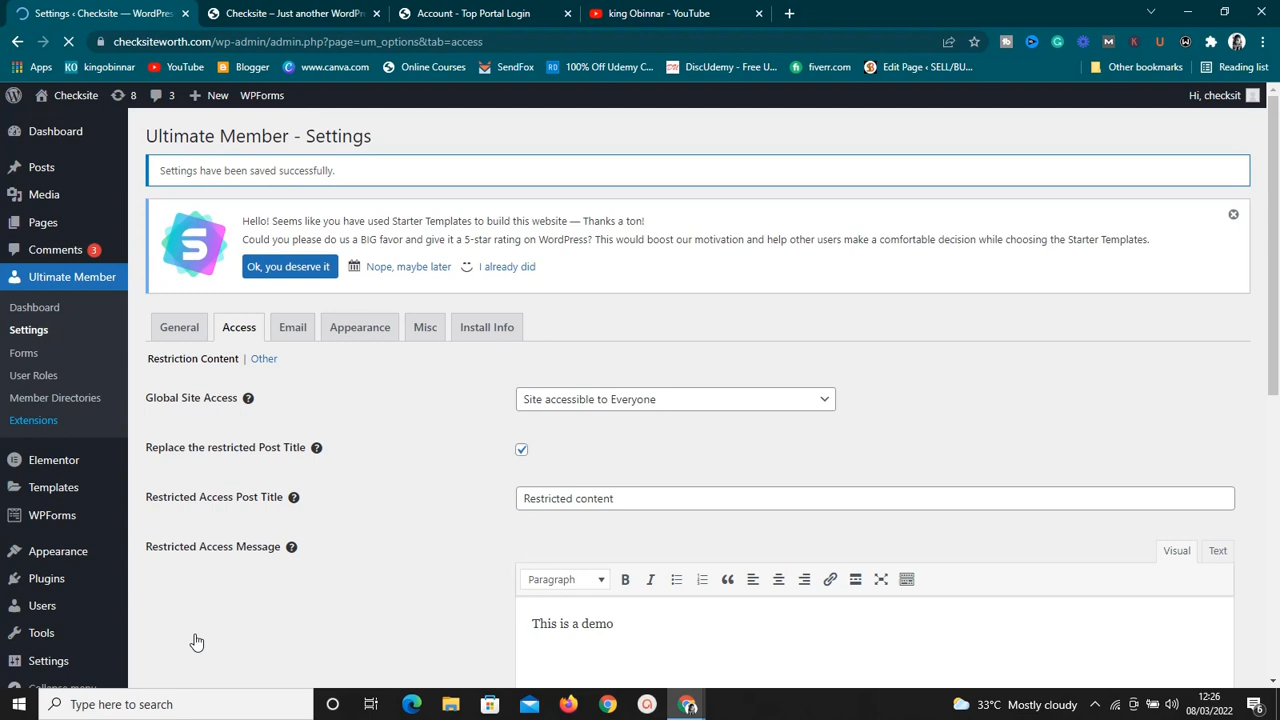 Settings ‹ Checksite — WordPres
Checksite – Just another WordPr
Account - Top Portal Login
king Obinnar - YouTube
checksiteworth.com/wp-admin/admin.php?page=um_options&tab=access
Apps
kingobinnar
YouTube
Blogger
www.canva.com
Online Courses
SendFox
100% Off Udemy C...
DiscUdemy - Free U...
fiverr.com
Edit Page ‹ SELL/BU...
Other bookmarks
Reading list
Checksite
8
3
New
WPForms
Hi, checksit
Dashboard
Posts
Media
Pages
Comments 3
Ultimate Member
Dashboard
Settings
Forms
User Roles
Member Directories
Extensions
Elementor
Templates
WPForms
Appearance
Plugins
Users
Tools
Settings
Collapse menu
Ultimate Member - Settings
Settings have been saved successfully.
Hello! Seems like you have used Starter Templates to build this website — Thanks a ton!
Could you please do us a BIG favor and give it a 5-star rating on WordPress? This would boost our motivation and help other users make a comfortable decision while choosing the Starter Templates.
Ok, you deserve it
Nope, maybe later
I already did
General
Access
Email
Appearance
Misc
Install Info
Restriction Content | Other
Global Site Access
Site accessible to Everyone
Replace the restricted Post Title
Restricted Access Post Title
Restricted content
Restricted Access Message
Visual
Text
Paragraph
This is a demo
Type here to search
33°C Mostly cloudy
12:26
08/03/2022
6